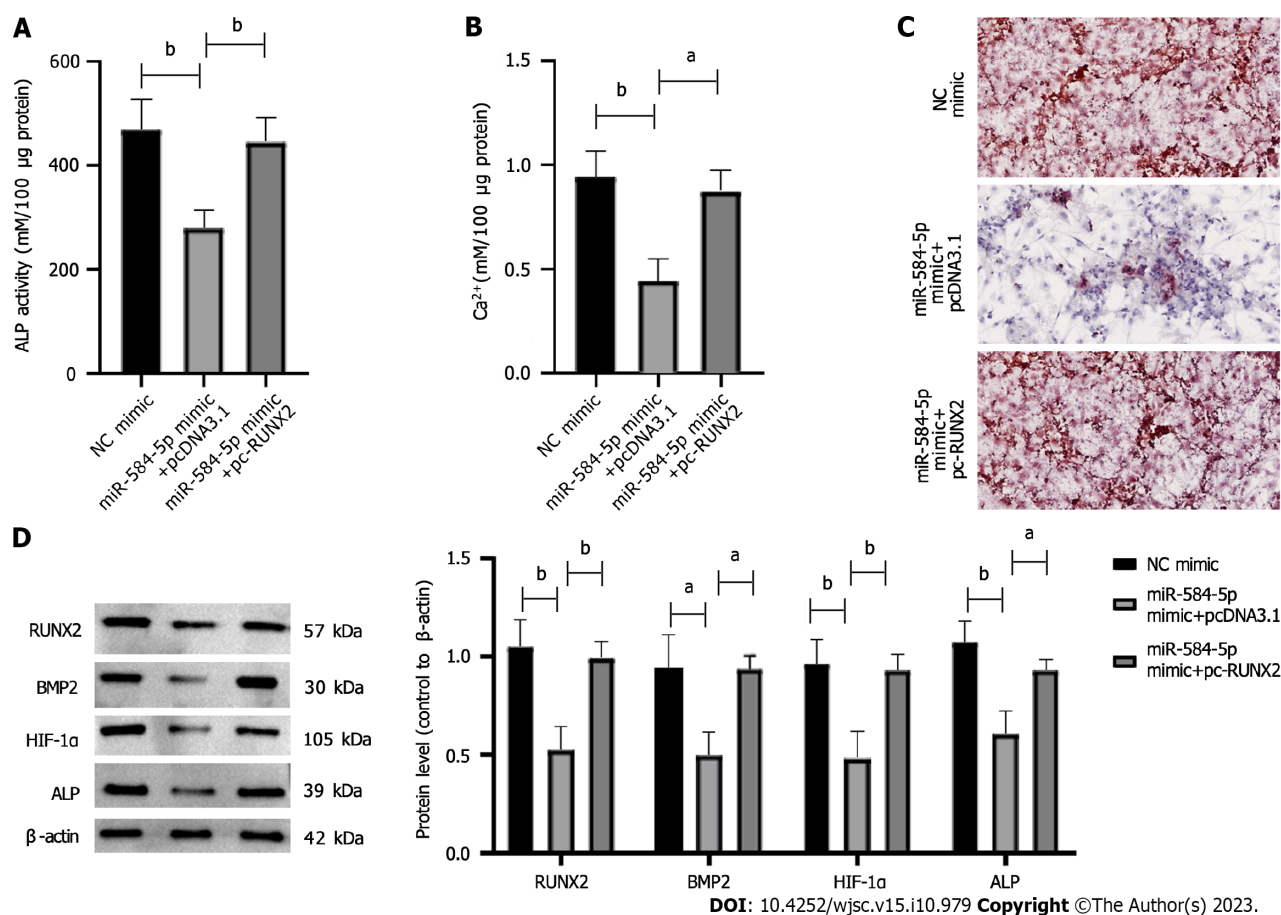 A
ALP activity (mM/100 µg protein)
600
400
200
0
b
b
NC mimic
miR-584-5p mimic
+pcDNA3.1
miR-584-5p mimic
+pc-RUNX2
B
Ca²⁺(mM/100 µg protein)
1.5
1.0
0.5
0.0
b
a
NC mimic
miR-584-5p mimic
+pcDNA3.1
miR-584-5p mimic
+pc-RUNX2
C
NC
mimic
miR-584-5p
mimic+
pcDNA3.1
miR-584-5p
mimic+
pc-RUNX2
D
RUNX2
57 kDa
BMP2
30 kDa
HIF-1α
105 kDa
ALP
39 kDa
β-actin
42 kDa
Protein level (control to β-actin)
1.5
1.0
0.5
0.0
b
b
a
a
b
b
b
a
RUNX2
BMP2
HIF-1α
ALP
NC mimic
miR-584-5p
mimic+pcDNA3.1
miR-584-5p
mimic+pc-RUNX2
DOI: 10.4252/wjsc.v15.i10.979 Copyright ©The Author(s) 2023.